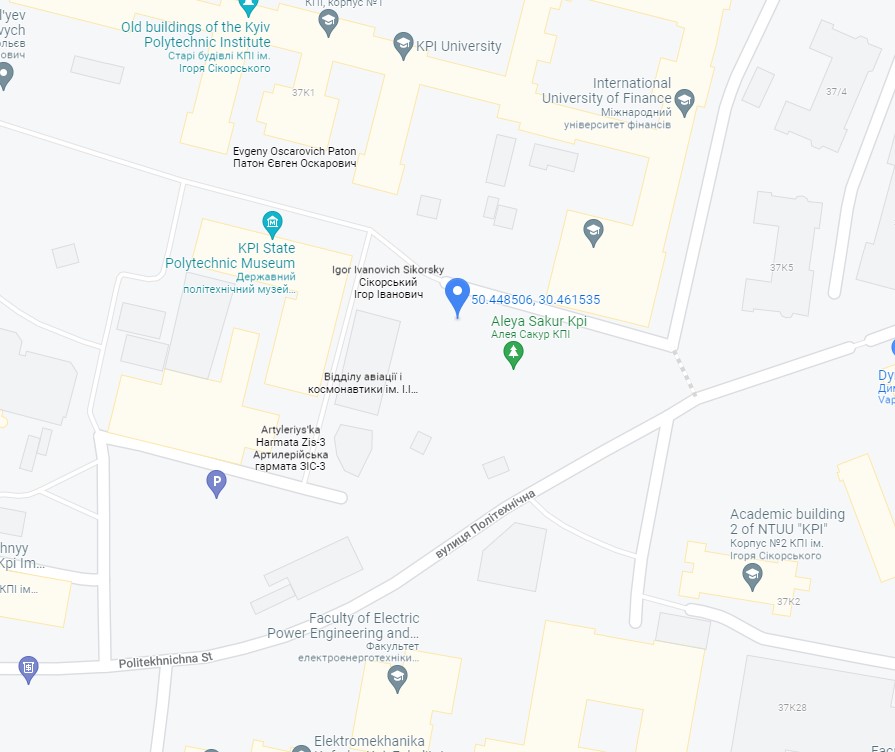 КПІ, корпус №1
Old buildings of the Kyiv
Polytechnic Institute
Старі будівлі КПІ ім.
Ігоря Сікорського
KPI University
37К1
International
University of Finance
Міжнародний
університет фінансів
37/4
Evgeny Oscarovich Paton
Патон Євген Оскарович
KPI State
Polytechnic Museum
Державний
політехнічний музей...
Igor Ivanovich Sikorsky
Сікорський
Ігор Іванович
50.448506, 30.461535
37К5
Aleya Sakur Kpi
Алея Сакур КПІ
Відділу авіації і
космонавтики ім. І.І...
Artyleriys'ka
Harmata Zis-3
Артилерійська
гармата ЗІС-3
P
вулиця Політехнічна
Academic building
2 of NTUU "KPI"
Корпус №2 КПІ ім.
Ігоря Сікорського
37К2
Faculty of Electric
Power Engineering and...
Факультет
електроенерготехніки...
Politekhnichna St
37К28
Elektromekhanika